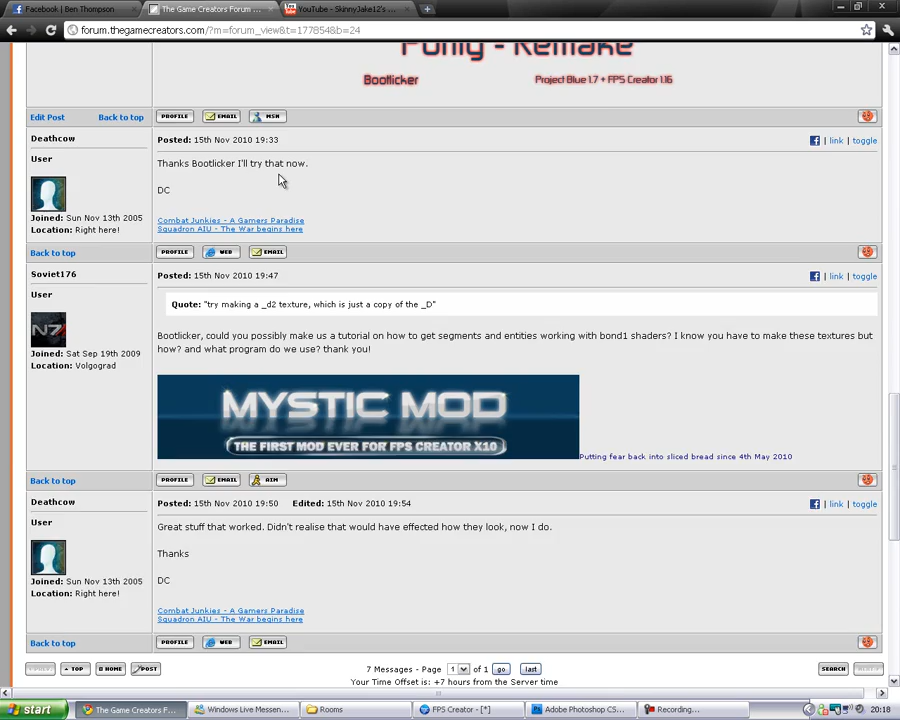 Facebook | Ben Thompson
The Game Creators Forum ...
YouTube - SkinnyJake12's ...
forum.thegamecreators.com/?m=forum_view&t=177854&b=24
Ponly - Remake
Bootlicker
Project Blue 1.7 + FPS Creator 1.16
Edit Post
Back to top
PROFILE
EMAIL
MSN
Deathcow
Posted: 15th Nov 2010 19:33
| link | toggle
User
Thanks Bootlicker I'll try that now.
DC
Joined: Sun Nov 13th 2005
Location: Right here!
Combat Junkies - A Gamers Paradise
Squadron AIU - The War begins here
Back to top
PROFILE
WEB
EMAIL
Soviet176
Posted: 15th Nov 2010 19:47
| link | toggle
User
Quote: "try making a _d2 texture, which is just a copy of the _D"
N7
Bootlicker, could you possibly make us a tutorial on how to get segments and entities working with bond1 shaders? I know you have to make these textures but
how? and what program do we use? thank you!
Joined: Sat Sep 19th 2009
Location: Volgograd
MYSTIC MOD
THE FIRST MOD EVER FOR FPS CREATOR X10
Putting fear back into sliced bread since 4th May 2010
Back to top
PROFILE
EMAIL
AIM
Deathcow
Posted: 15th Nov 2010 19:50 Edited: 15th Nov 2010 19:54
| link | toggle
User
Great stuff that worked. Didn't realise that would have effected how they look, now I do.
Thanks
DC
Joined: Sun Nov 13th 2005
Location: Right here!
Combat Junkies - A Gamers Paradise
Squadron AIU - The War begins here
Back to top
PROFILE
WEB
EMAIL
TOP
HOME
POST
7 Messages - Page 1 of 1 go last
SEARCH
Your Time Offset is: +7 hours from the Server time
start
The Game Creators F...
Windows Live Messen...
Rooms
FPS Creator - [*]
Adobe Photoshop CS...
Recording...
20:18